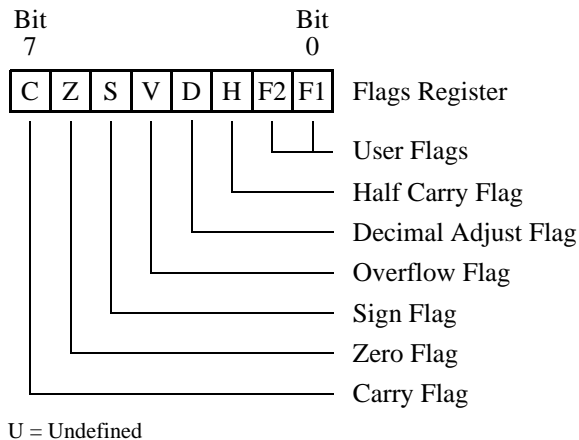 Bit Bit
7 0
C Z S V D H F2 F1 Flags Register
User Flags
Half Carry Flag
Decimal Adjust Flag
Overflow Flag
Sign Flag
Zero Flag
Carry Flag
U = Undefined